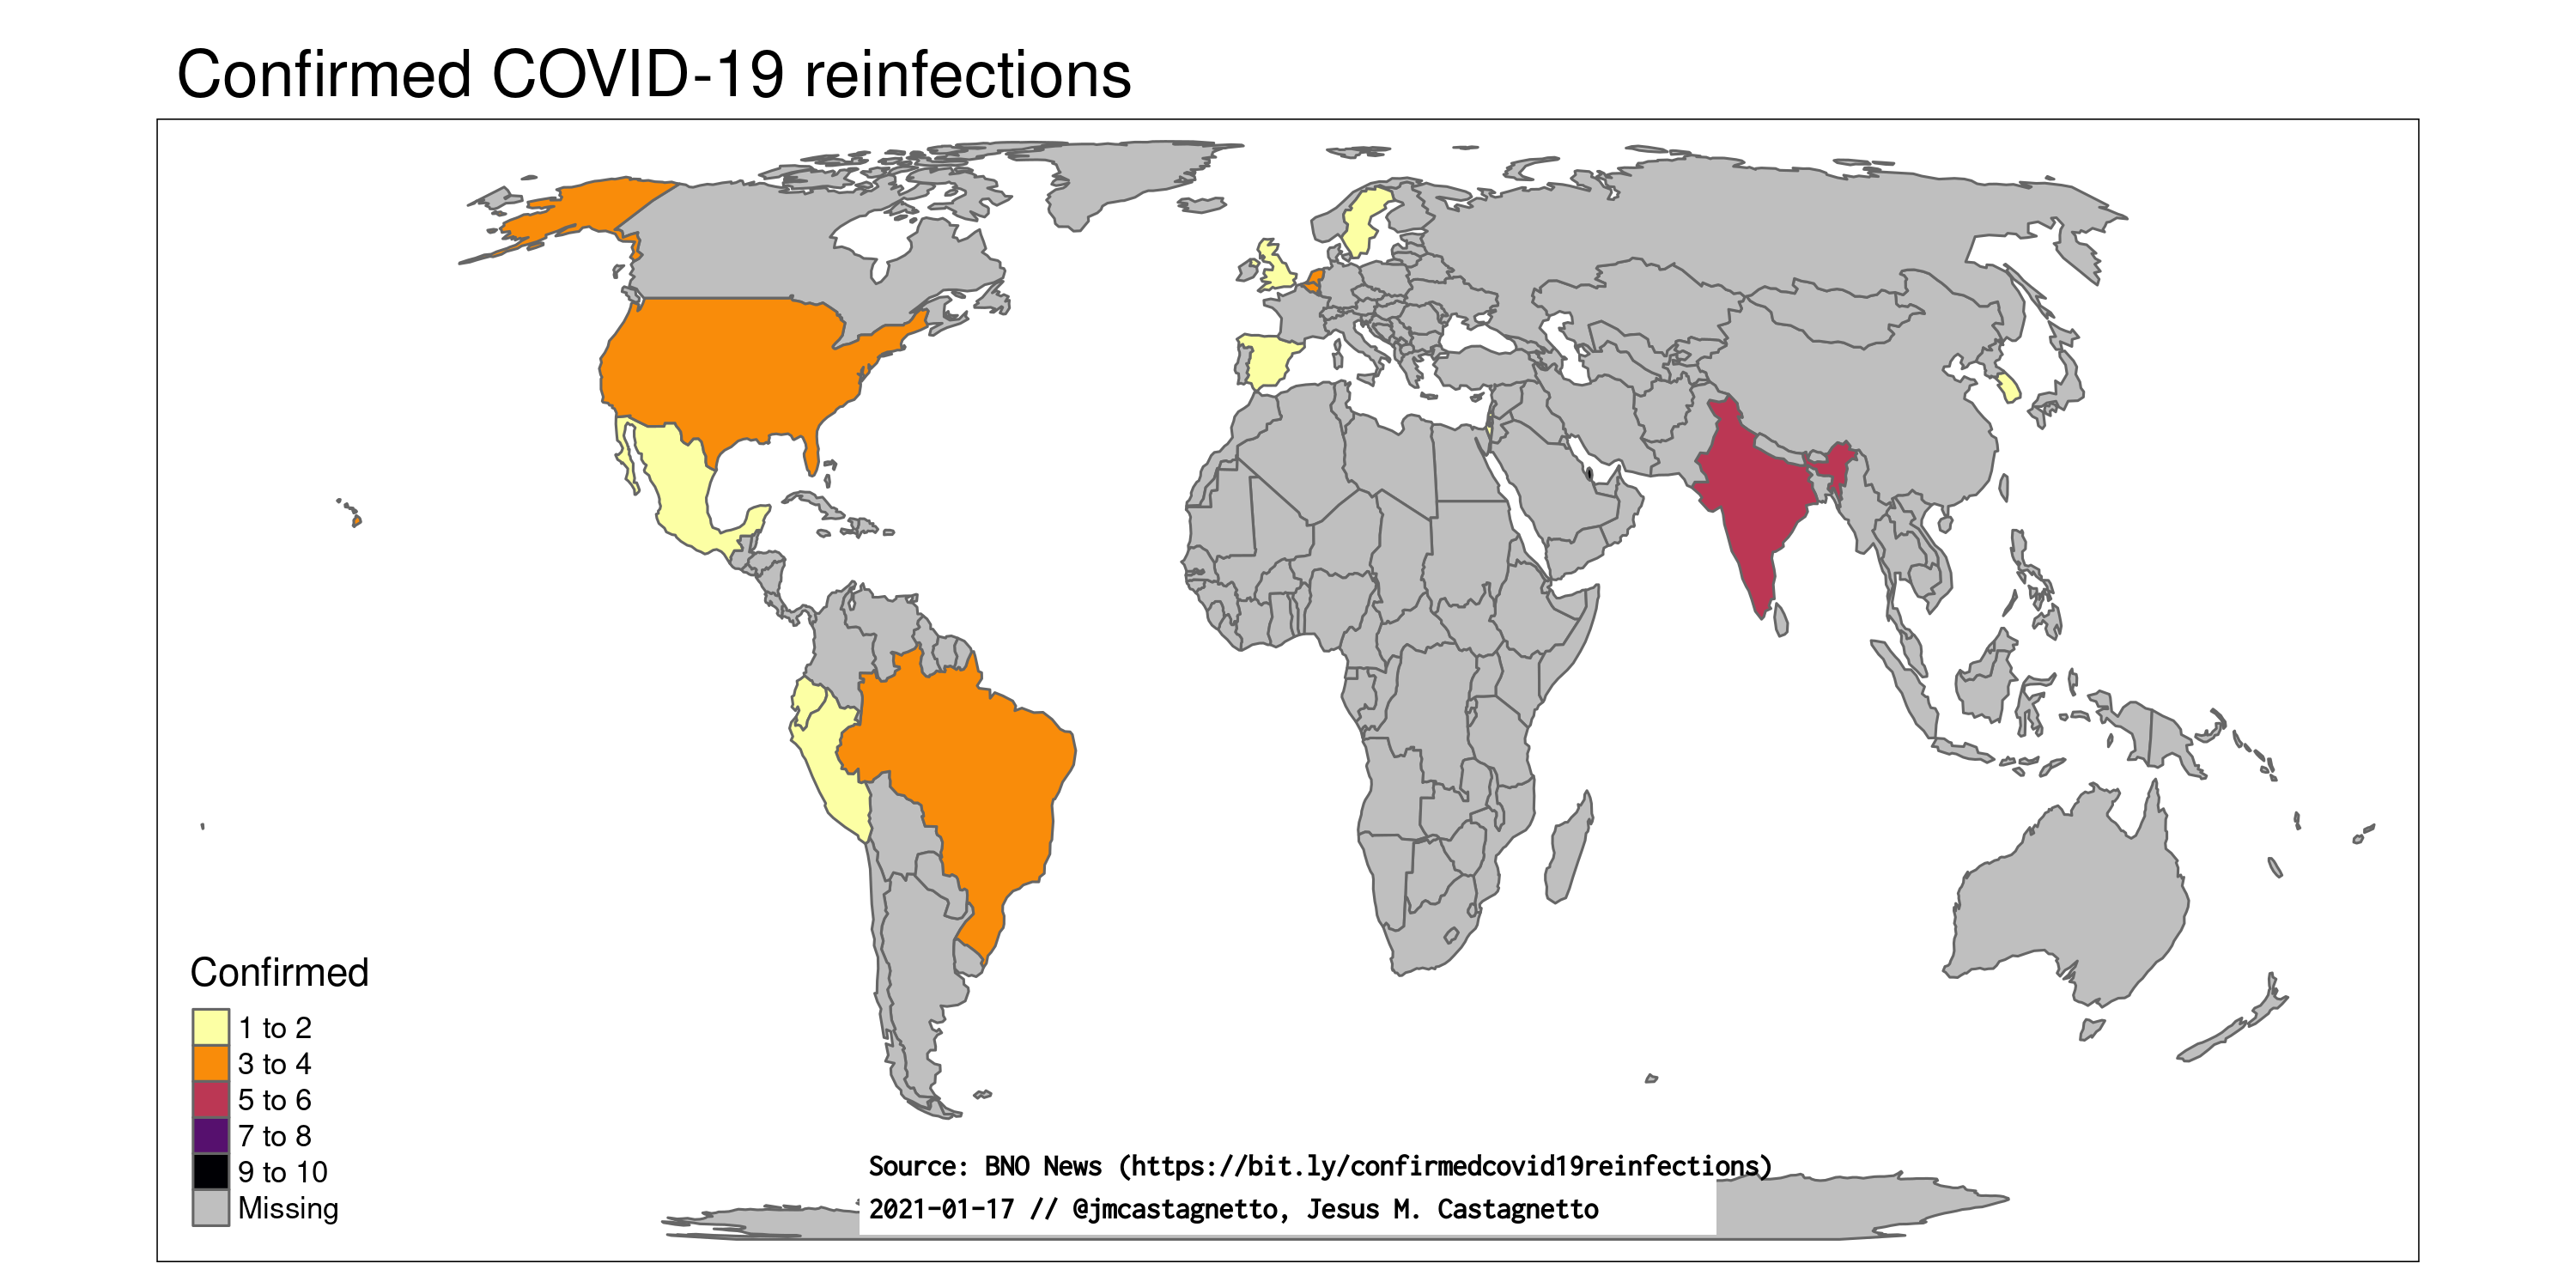 Confirmed COVID-19 reinfections
Confirmed
1 to 2
3 to 4
5 to 6
7 to 8
9 to 10
Missing
Source: BNO News (https://bit.ly/confirmedcovid19reinfections)
2021-01-17 // @jmcastagnetto, Jesus M. Castagnetto